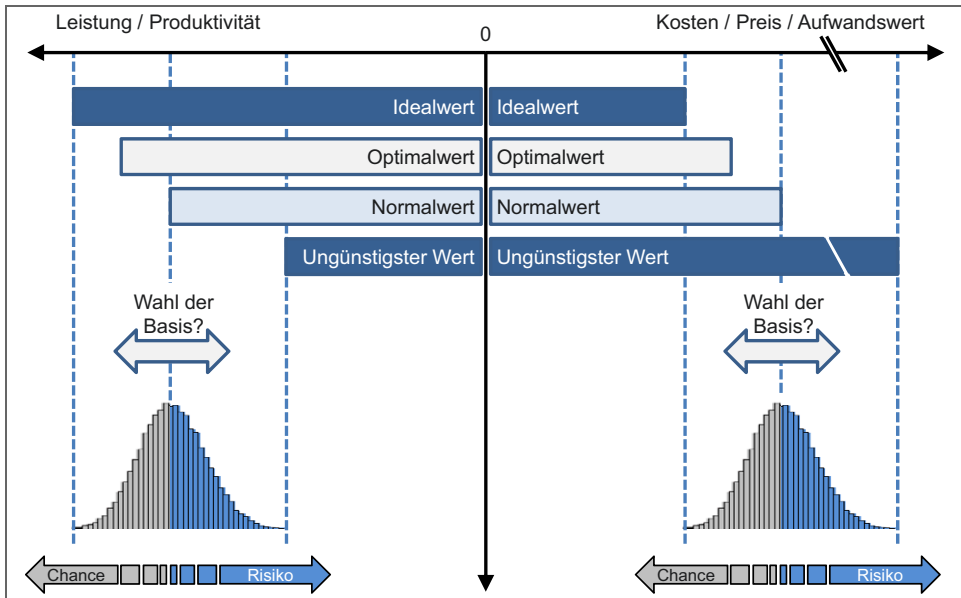 Leistung / Produktivität
0
Kosten / Preis / Aufwandswert
Idealwert
Idealwert
Optimalwert
Optimalwert
Normalwert
Normalwert
Ungünstigster Wert
Ungünstigster Wert
Wahl der
Basis?
Wahl der
Basis?
Chance
Risiko
Chance
Risiko